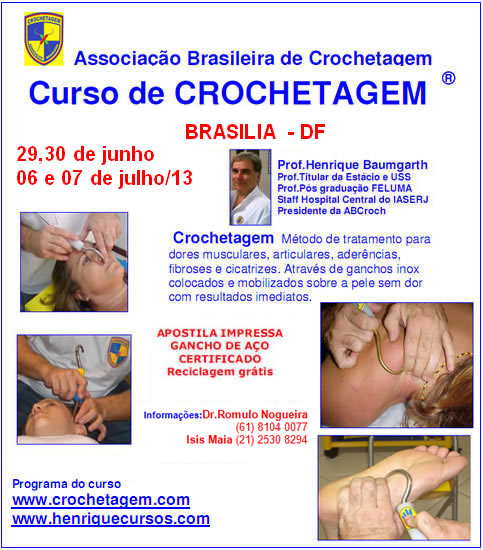 Associação Brasileira de Crochetagem
Curso de CROCHETAGEM ®
BRASILIA - DF
29,30 de junho
06 e 07 de julho/13
Prof.Henrique Baumgarth
Prof.Titular da Estácio e USS
Prof.Pós graduação FELUMA
Staff Hospital Central do IASERJ
Presidente da ABCroch
Crochetagem Método de tratamento para
dores musculares, articulares, aderências,
fibroses e cicatrizes. Através de ganchos inox
colocados e mobilizados sobre a pele sem dor
com resultados imediatos.
APOSTILA IMPRESSA
GANCHO DE AÇO
CERTIFICADO
Reciclagem grátis
Informações:Dr.Romulo Nogueira
(61) 8104 0077
Isis Maia (21) 2530 8294
Programa do curso
www.crochetagem.com
www.henriquecursos.com